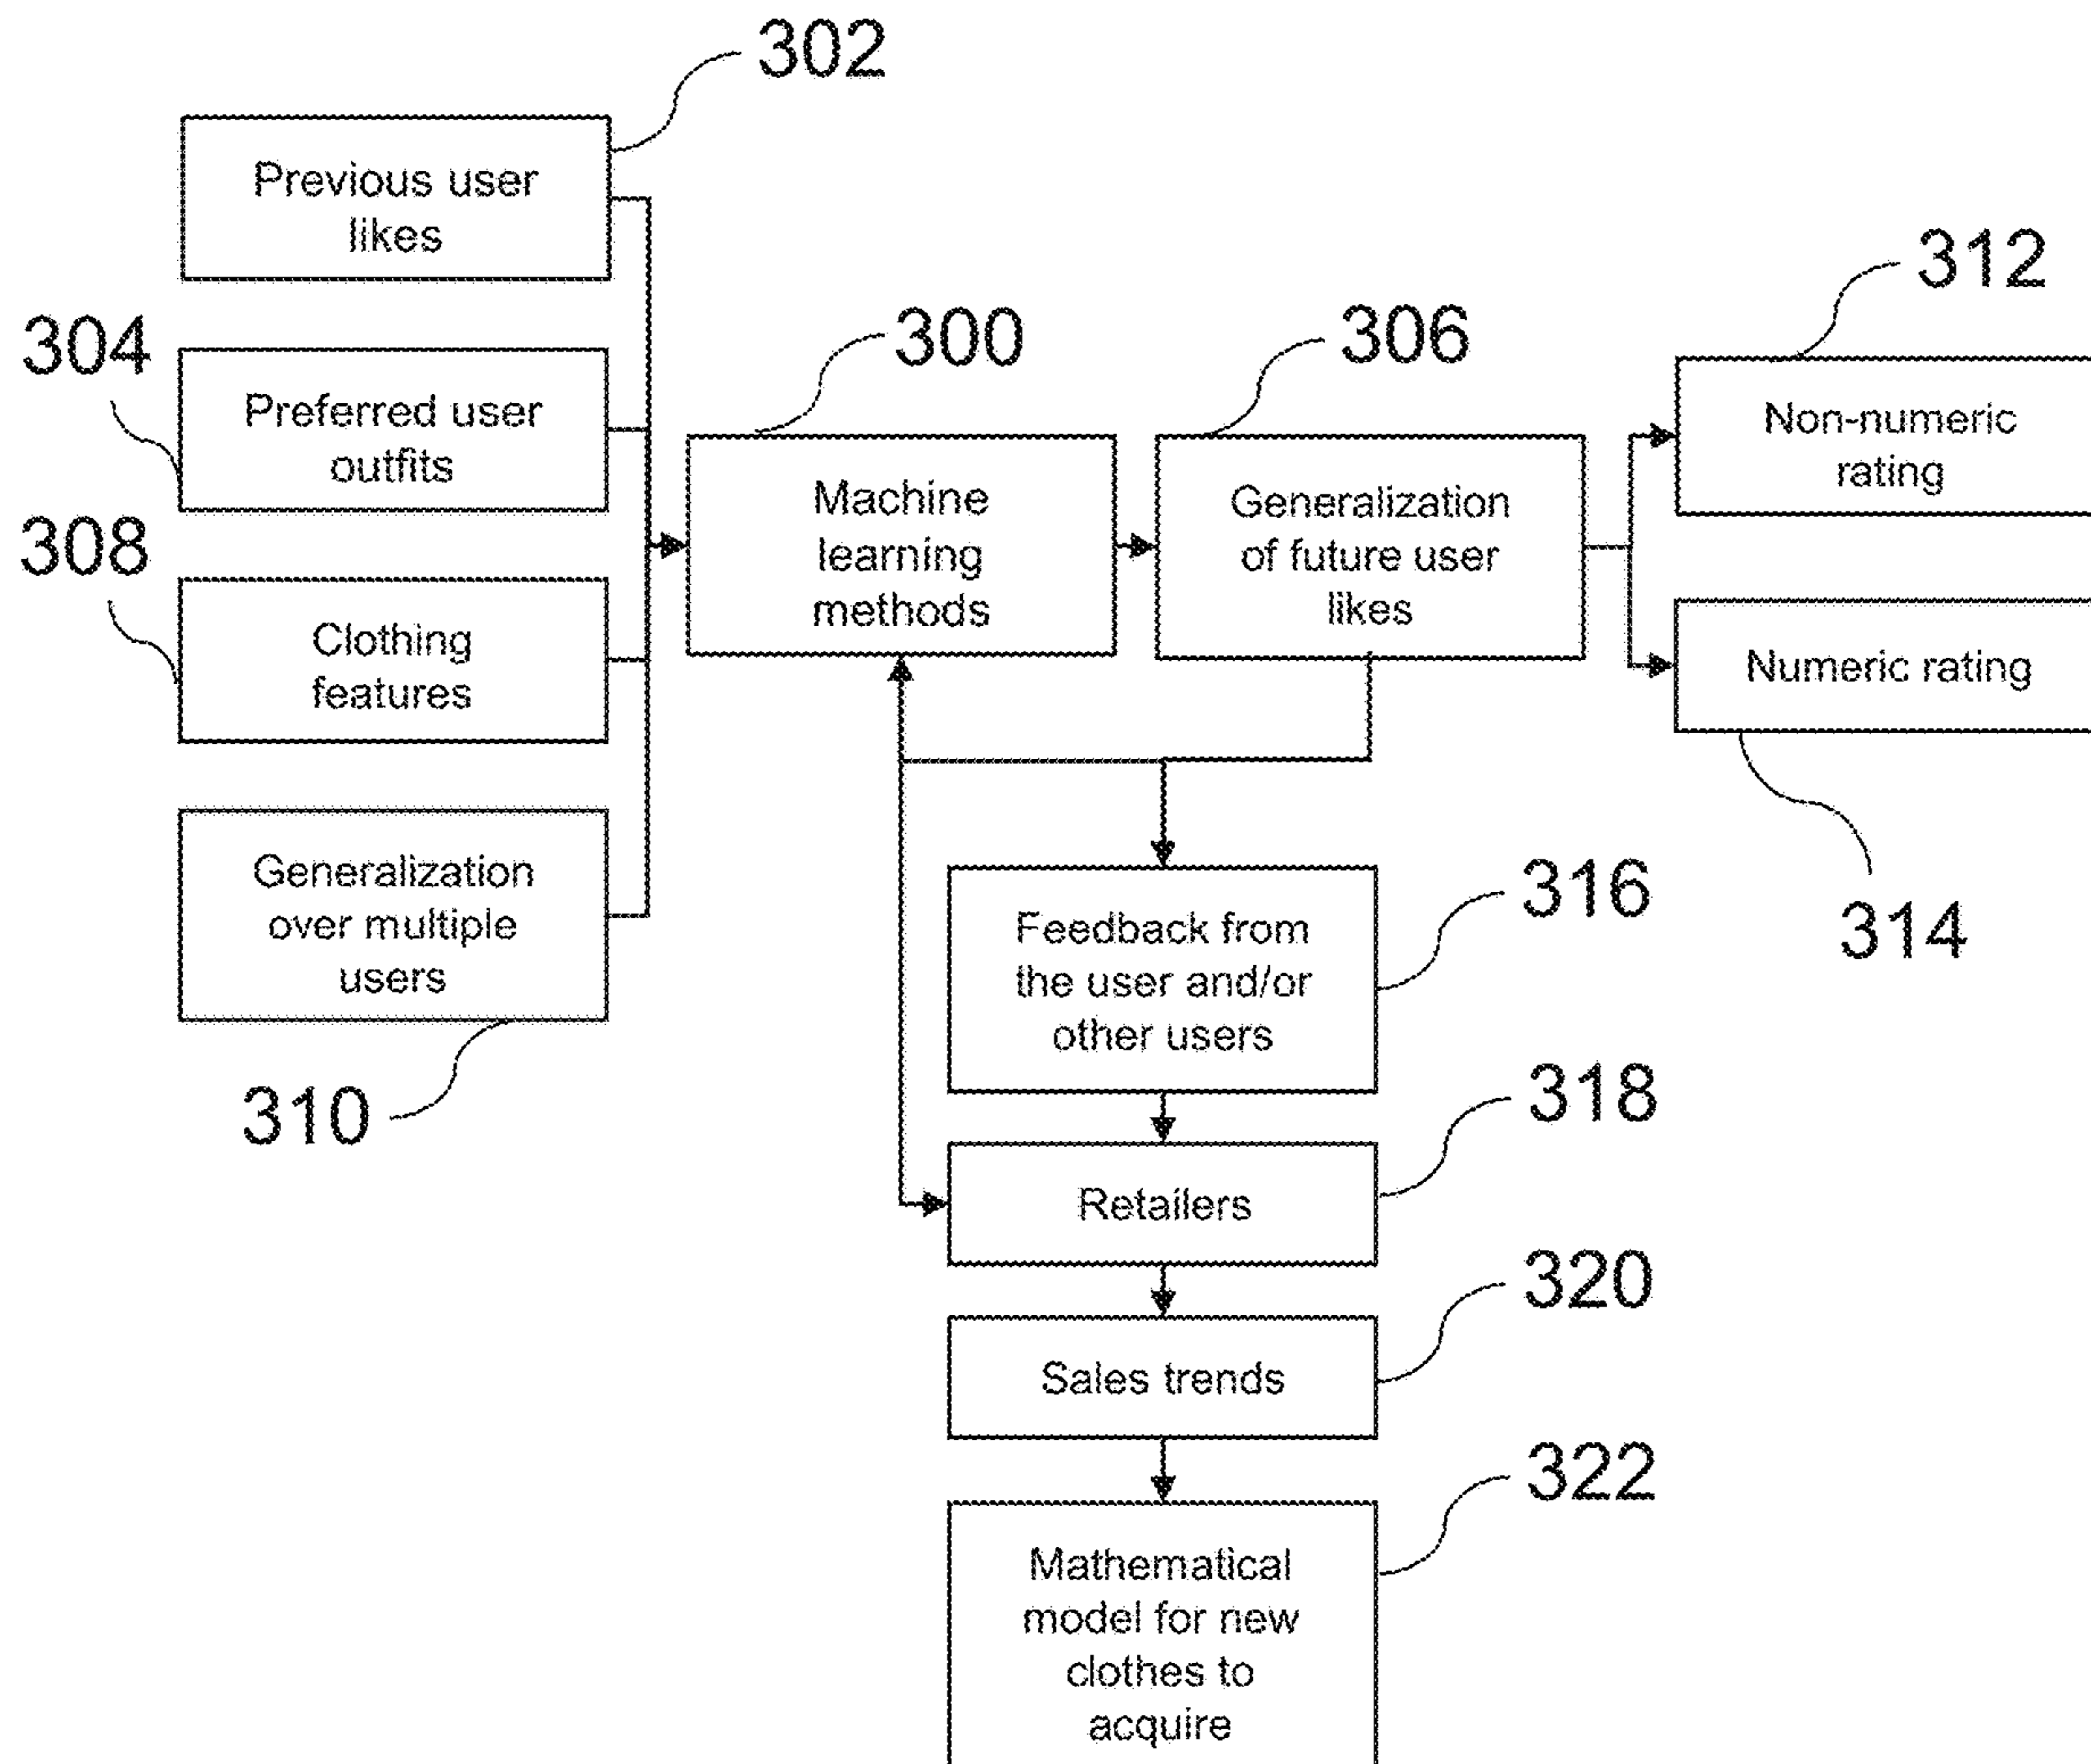 302
Previous user
likes
304
Preferred user
outfits
308
Clothing
features
Generalization
over multiple
users
310
300
Machine
learning
methods
306
Generalization
of future user
likes
312
Non-numeric
rating
Numeric rating
314
Feedback from
the user and/or
other users
316
318
Retailers
320
Sales trends
322
Mathematical
model for new
clothes to
acquire